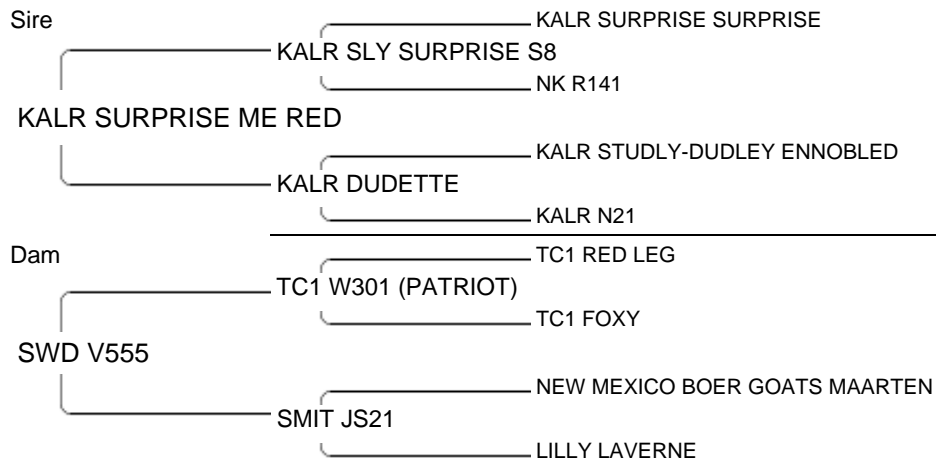 Sire
KALR SURPRISE SURPRISE
KALR SLY SURPRISE S8
NK R141
KALR SURPRISE ME RED
KALR STUDLY-DUDLEY ENNOBLED
KALR DUDETTE
KALR N21
Dam
TC1 RED LEG
TC1 W301 (PATRIOT)
TC1 FOXY
SWD V555
NEW MEXICO BOER GOATS MAARTEN
SMIT JS21
LILLY LAVERNE